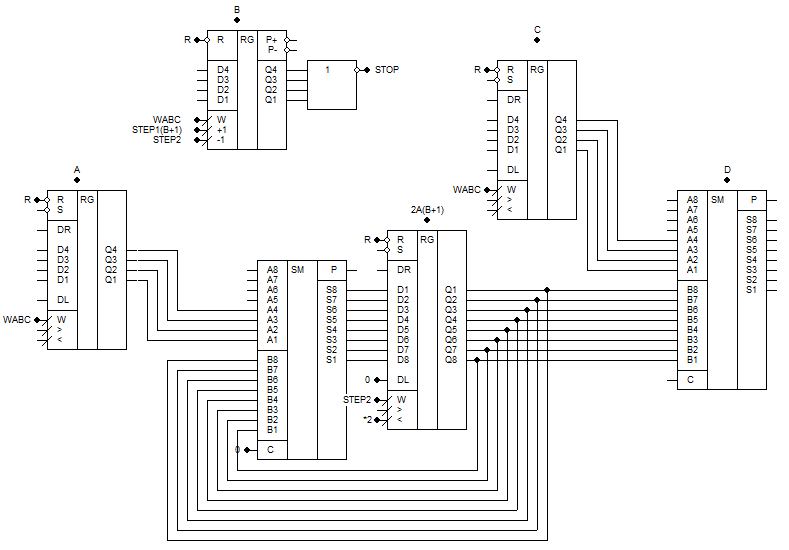 B
R R RG P+
P-
D4 Q4 1 STOP
D3 Q3
D2 Q2
D1 Q1
WABC W
STEP1(B+1) +1
STEP2 -1
C
R R RG
S
DR
D4 Q4
D3 Q3
D2 Q2
D1 Q1
DL
WABC W
>
<
A
R R RG
S
DR
D4 Q4
D3 Q3
D2 Q2
D1 Q1
DL
WABC W
>
<
A8 SM P
A7
A6 S8
A5 S7
A4 S6
A3 S5
A2 S4
A1 S3
B8 S2
B7 S1
B6
B5
B4
B3
B2
B1
0 C
2A(B+1)
R R RG
S
DR
D1 Q1
D2 Q2
D3 Q3
D4 Q4
D5 Q5
D6 Q6
D7 Q7
D8 Q8
0 DL
STEP2 W
>
*2 <
D
A8 SM P
A7
A6 S8
A5 S7
A4 S6
A3 S5
A2 S4
A1 S3
S2
B8 S1
B7
B6
B5
B4
B3
B2
B1
C